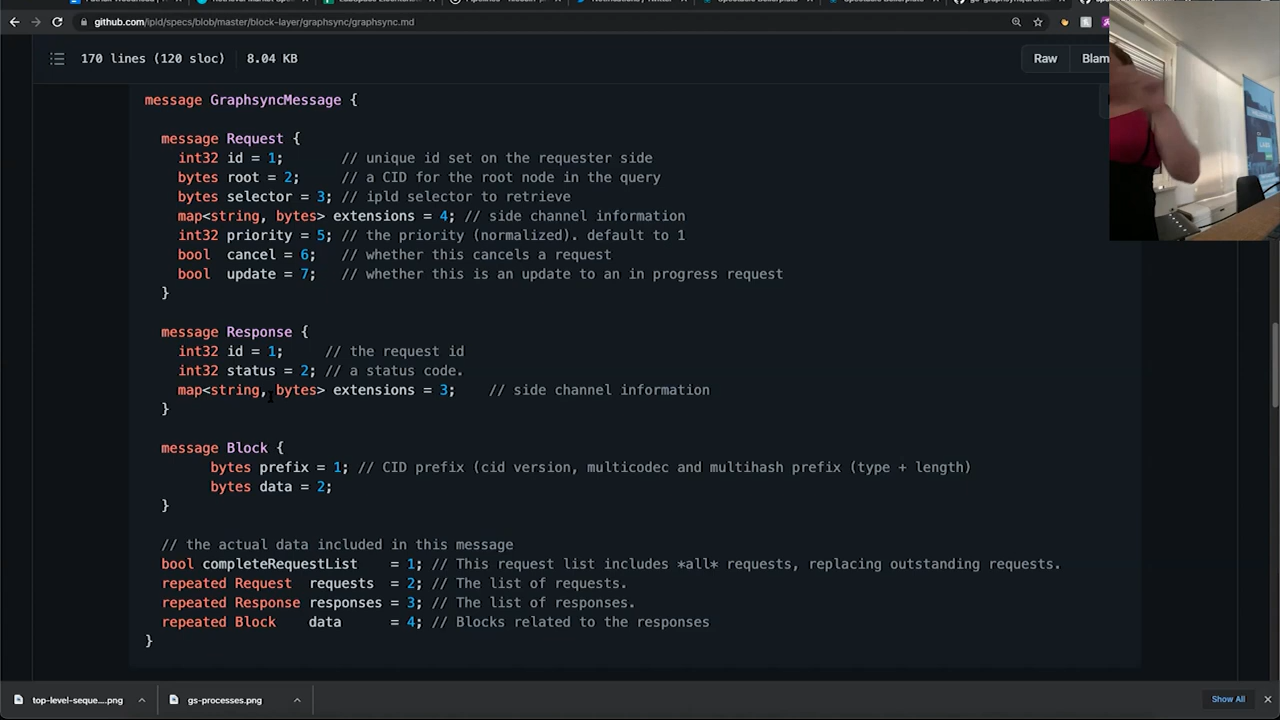 github.com/ipld/specs/blob/master/block-layer/graphsync/graphsync.md
170 lines (120 sloc) 8.04 KB
Raw
Blam
message GraphsyncMessage {
message Request {
int32 id = 1; // unique id set on the requester side
bytes root = 2; // a CID for the root node in the query
bytes selector = 3; // ipld selector to retrieve
map<string, bytes> extensions = 4; // side channel information
int32 priority = 5; // the priority (normalized). default to 1
bool cancel = 6; // whether this cancels a request
bool update = 7; // whether this is an update to an in progress request
}
message Response {
int32 id = 1; // the request id
int32 status = 2; // a status code.
map<string, bytes> extensions = 3; // side channel information
}
message Block {
bytes prefix = 1; // CID prefix (cid version, multicodec and multihash prefix (type + length)
bytes data = 2;
}
// the actual data included in this message
bool completeRequestList = 1; // This request list includes *all* requests, replacing outstanding requests.
repeated Request requests = 2; // The list of requests.
repeated Response responses = 3; // The list of responses.
repeated Block data = 4; // Blocks related to the responses
}
top-level-seque....png
gs-processes.png
Show All